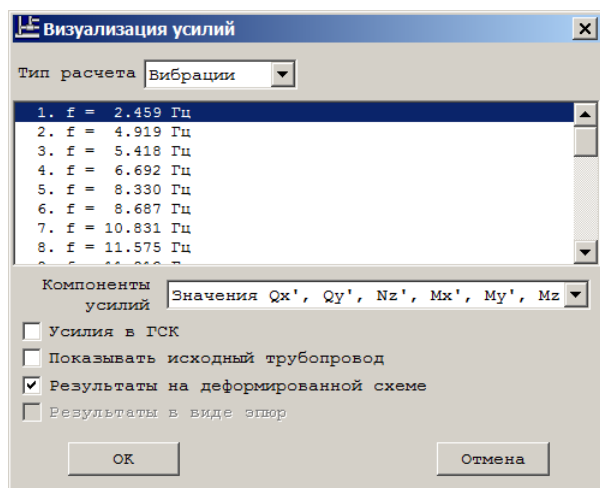 Визуализация усилий
Тип расчета Вибрации
1. f = 2.459 Гц
2. f = 4.919 Гц
3. f = 5.418 Гц
4. f = 6.692 Гц
5. f = 8.330 Гц
6. f = 8.687 Гц
7. f = 10.831 Гц
8. f = 11.575 Гц
Компоненты усилий Значения Qx', Qy', Nz', Mx', My', Mz
Усилия в ГСК
Показывать исходный трубопровод
Результаты на деформированной схеме
Результаты в виде эпюр
OK Отмена